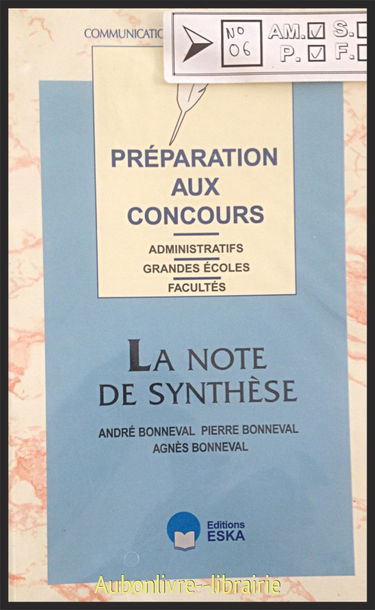 COMMUNICATION
No
06
AM. S.
P. F.
PRÉPARATION
AUX
CONCOURS
ADMINISTRATIFS
GRANDES ÉCOLES
FACULTÉS
LA NOTE
DE SYNTHÈSE
ANDRÉ BONNEVAL PIERRE BONNEVAL
AGNÈS BONNEVAL
Editions
ESKA
Aubonlivre--librairie